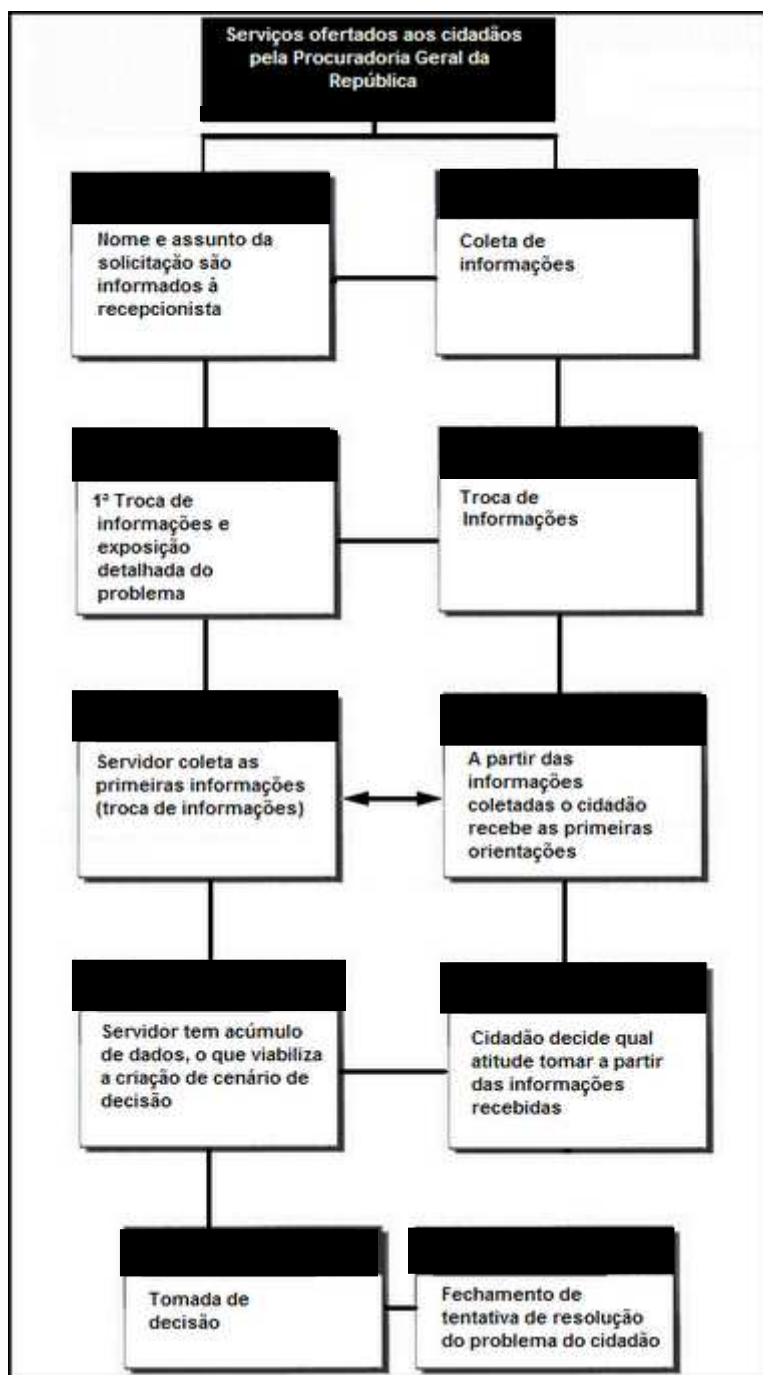 Serviços ofertados aos cidadãos
pela Procuradoria Geral da
República
Nome e assunto da
solicitação são
informados à
recepcionista
Coleta de
informações
1ª Troca de
informações e
exposição
detalhada do
problema
Troca de
Informações
Servidor coleta as
primeiras informações
(troca de informações)
A partir das
informações
coletadas o cidadão
recebe as primeiras
orientações
Servidor tem acúmulo
de dados, o que viabiliza
a criação de cenário de
decisão
Cidadão decide qual
atitude tomar a partir
das informações
recebidas
Tomada de
decisão
Fechamento de
tentativa de resolução
do problema do cidadão